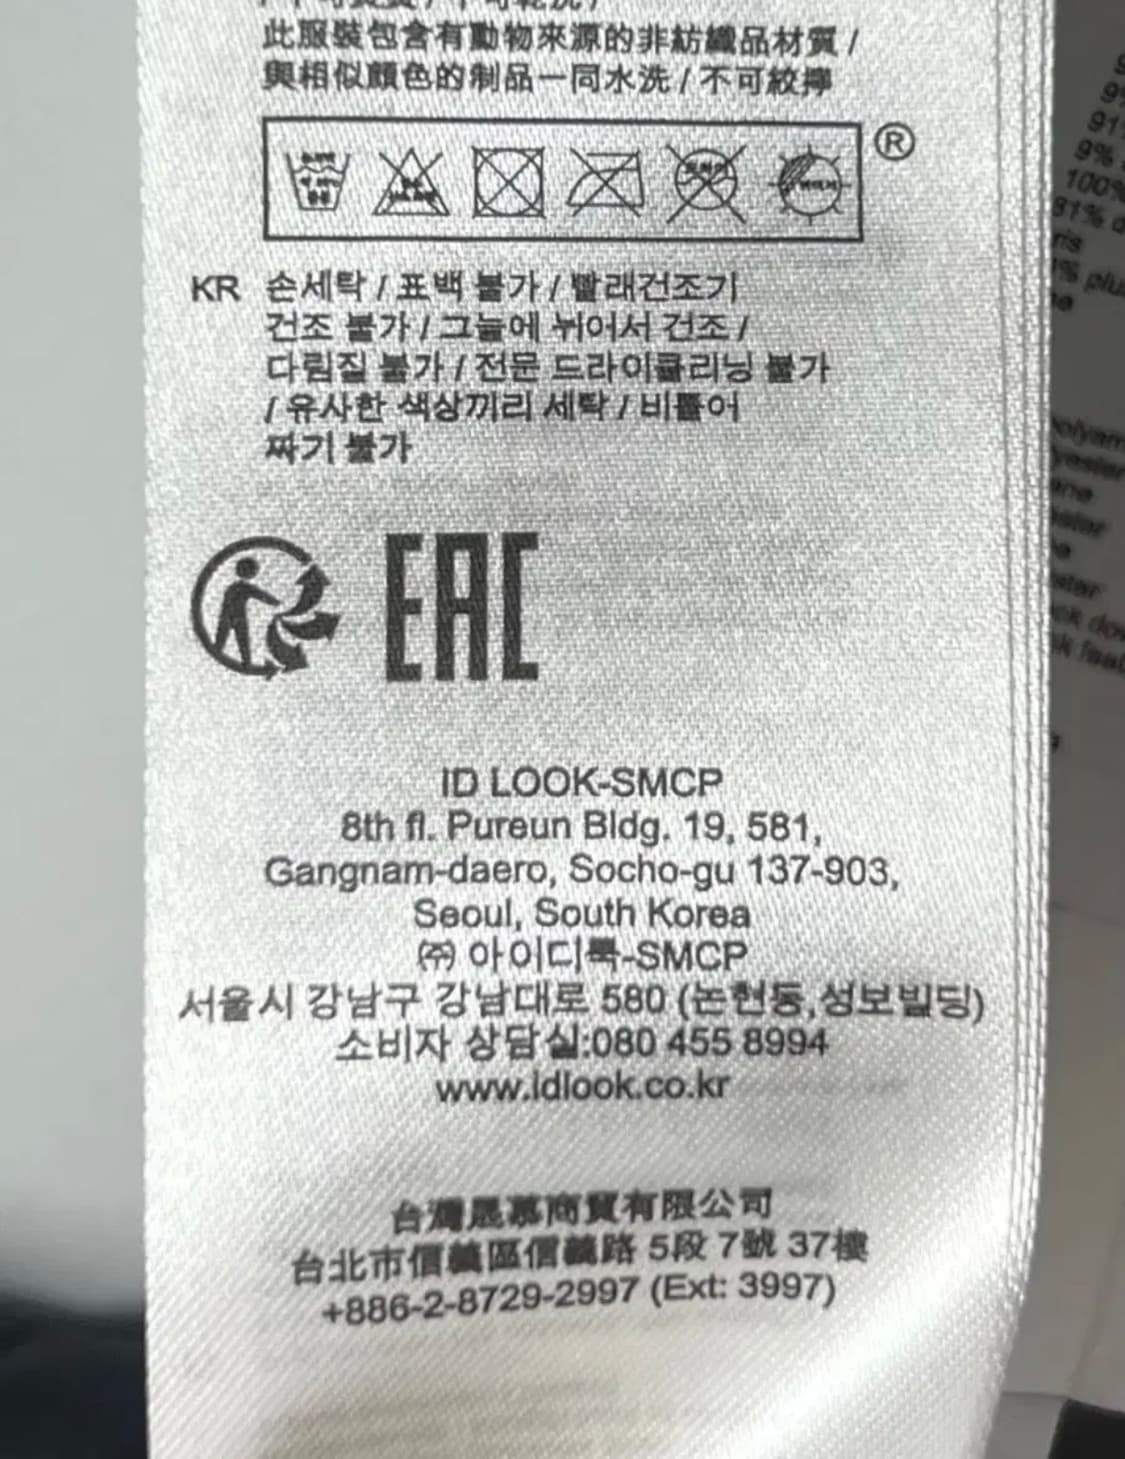 此服裝包含有動物來源的非紡織品材質 /
與相似顏色的制品一同水洗 / 不可絞擰
®
KR 손세탁 / 표백 불가 / 빨래건조기
건조 불가 / 그늘에 뉘어서 건조 /
다림질 불가 / 전문 드라이클리닝 불가
/ 유사한 색상끼리 세탁 / 비틀어
짜기 불가
EAC
ID LOOK-SMCP
8th fl. Pureun Bldg. 19, 581,
Gangnam-daero, Socho-gu 137-903,
Seoul, South Korea
㈜ 아이디룩-SMCP
서울시 강남구 강남대로 580 (논현동,성보빌딩)
소비자 상담실:080 455 8994
www.idlook.co.kr
台灣晟慕商貿有限公司
台北市信義區信義路 5段 7號 37樓
+886-2-8729-2997 (Ext: 3997)
9%
91
9%
100%
81% d
% plu